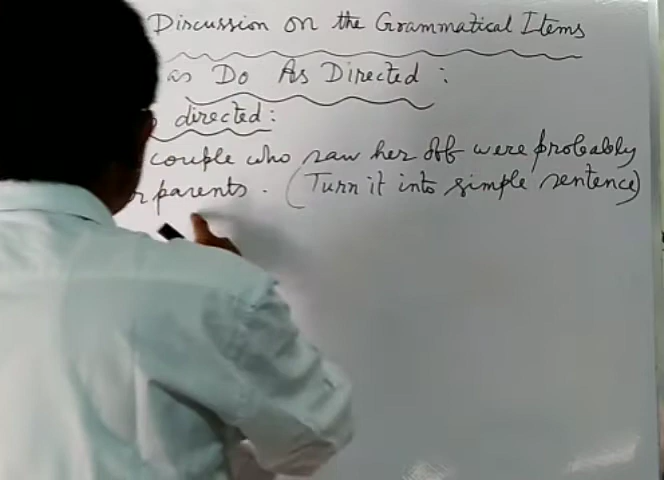 Discussion on the Grammatical Items
as Do As Directed :
directed :
couple who saw her off were probably
parents. (Turn it into simple sentence)